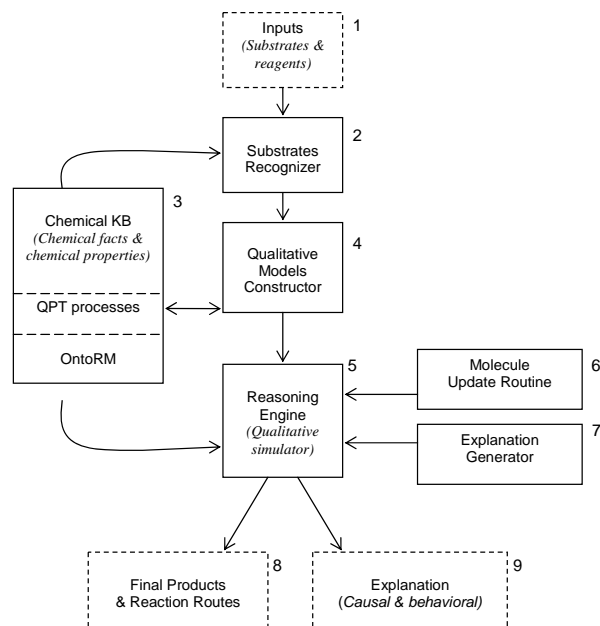 1
Inputs
(Substrates &
reagents)
2
Substrates
Recognizer
3
Chemical KB
(Chemical facts &
chemical properties)
QPT processes
OntoRM
4
Qualitative
Models
Constructor
5
Reasoning
Engine
(Qualitative
simulator)
6
Molecule
Update Routine
7
Explanation
Generator
8
Final Products
& Reaction Routes
9
Explanation
(Causal & behavioral)